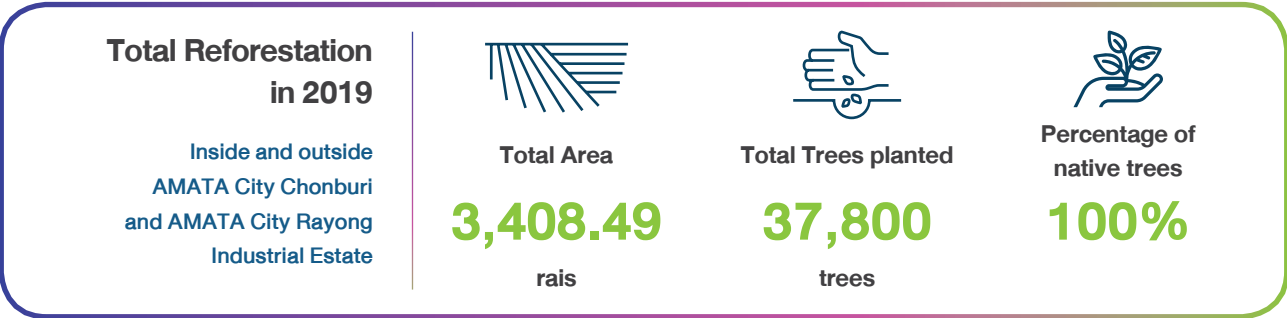 Total Reforestation
in 2019
Inside and outside
AMATA City Chonburi
and AMATA City Rayong
Industrial Estate
Total Area
3,408.49
rais
Total Trees planted
37,800
trees
Percentage of
native trees
100%